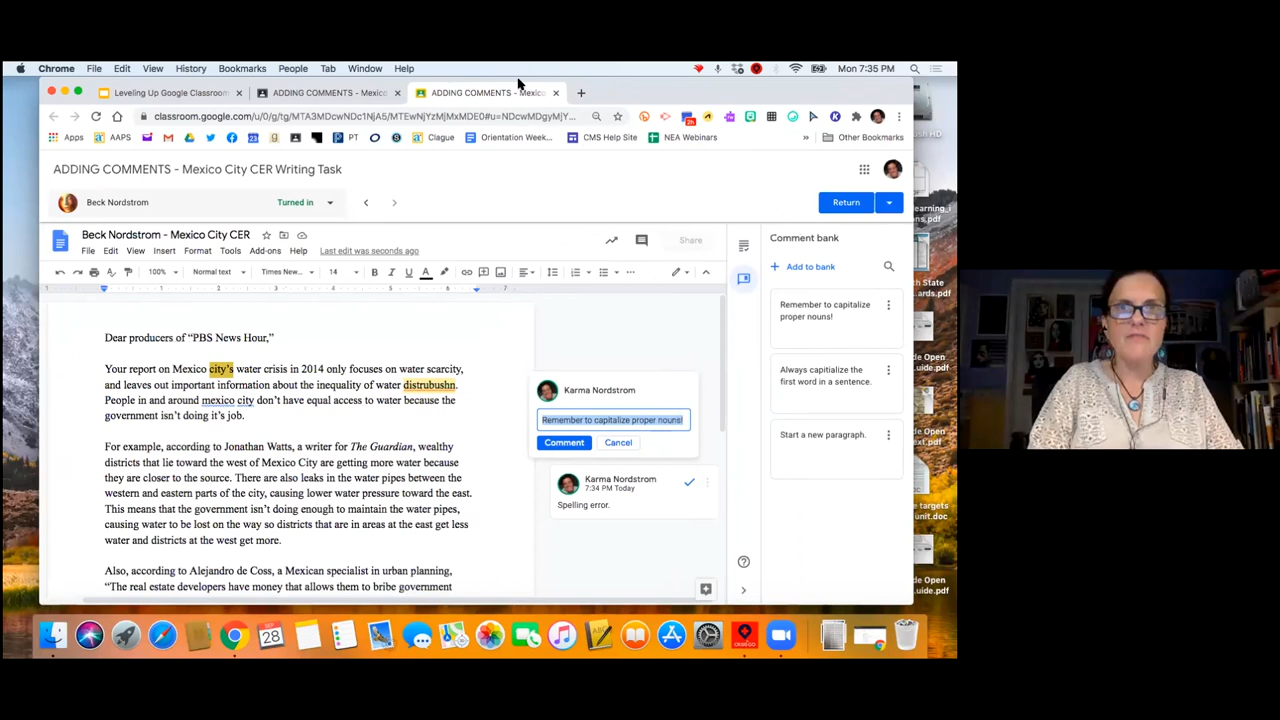 Chrome File Edit View History Bookmarks People Tab Window Help
Mon 7:35 PM
Leveling Up Google Classroom
ADDING COMMENTS - Mexico
ADDING COMMENTS - Mexico
classroom.google.com/u/0/g/tg/
Apps
AAPS
PT
Clague
Orientation Week...
CMS Help Site
NEA Webinars
Other Bookmarks
ADDING COMMENTS - Mexico City CER Writing Task
Beck Nordstrom
Turned in
Return
Beck Nordstrom - Mexico City CER
File Edit View Insert Format Tools Add-ons Help
Last edit was seconds ago
Share
100%
Normal text
Times New...
14
B I U A
Dear producers of “PBS News Hour,”
Your report on Mexico city’s water crisis in 2014 only focuses on water scarcity,
and leaves out important information about the inequality of water distrubushn.
People in and around mexico city don’t have equal access to water because the
government isn’t doing it’s job.
For example, according to Jonathan Watts, a writer for The Guardian, wealthy
districts that lie toward the west of Mexico City are getting more water because
they are closer to the source. There are also leaks in the water pipes between the
western and eastern parts of the city, causing lower water pressure toward the east.
This means that the government isn’t doing enough to maintain the water pipes,
causing water to be lost on the way so districts that are in areas at the east get less
water and districts at the west get more.
Also, according to Alejandro de Coss, a Mexican specialist in urban planning,
“The real estate developers have money that allows them to bribe government
Karma Nordstrom
Remember to capitalize proper nouns!
Comment
Cancel
Karma Nordstrom
7:34 PM Today
Spelling error.
Comment bank
Add to bank
Remember to
capitalize proper
nouns!
Always capitialize the
first word in a sentence.
Start a new paragraph.